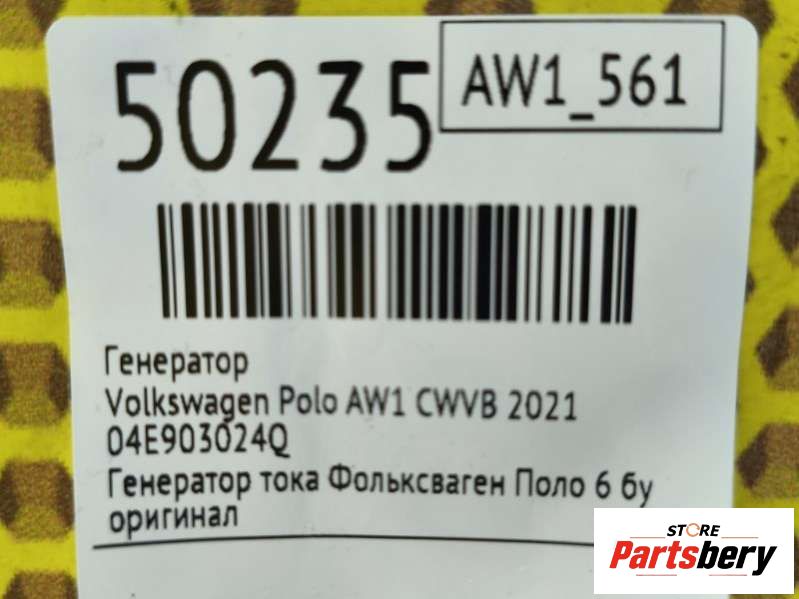 50235
AW1_561
Генератор
Volkswagen Polo AW1 CWVB 2021
04E903024Q
Генератор тока Фольксваген Поло 6 бу
оригинал
STORE
Partsbery